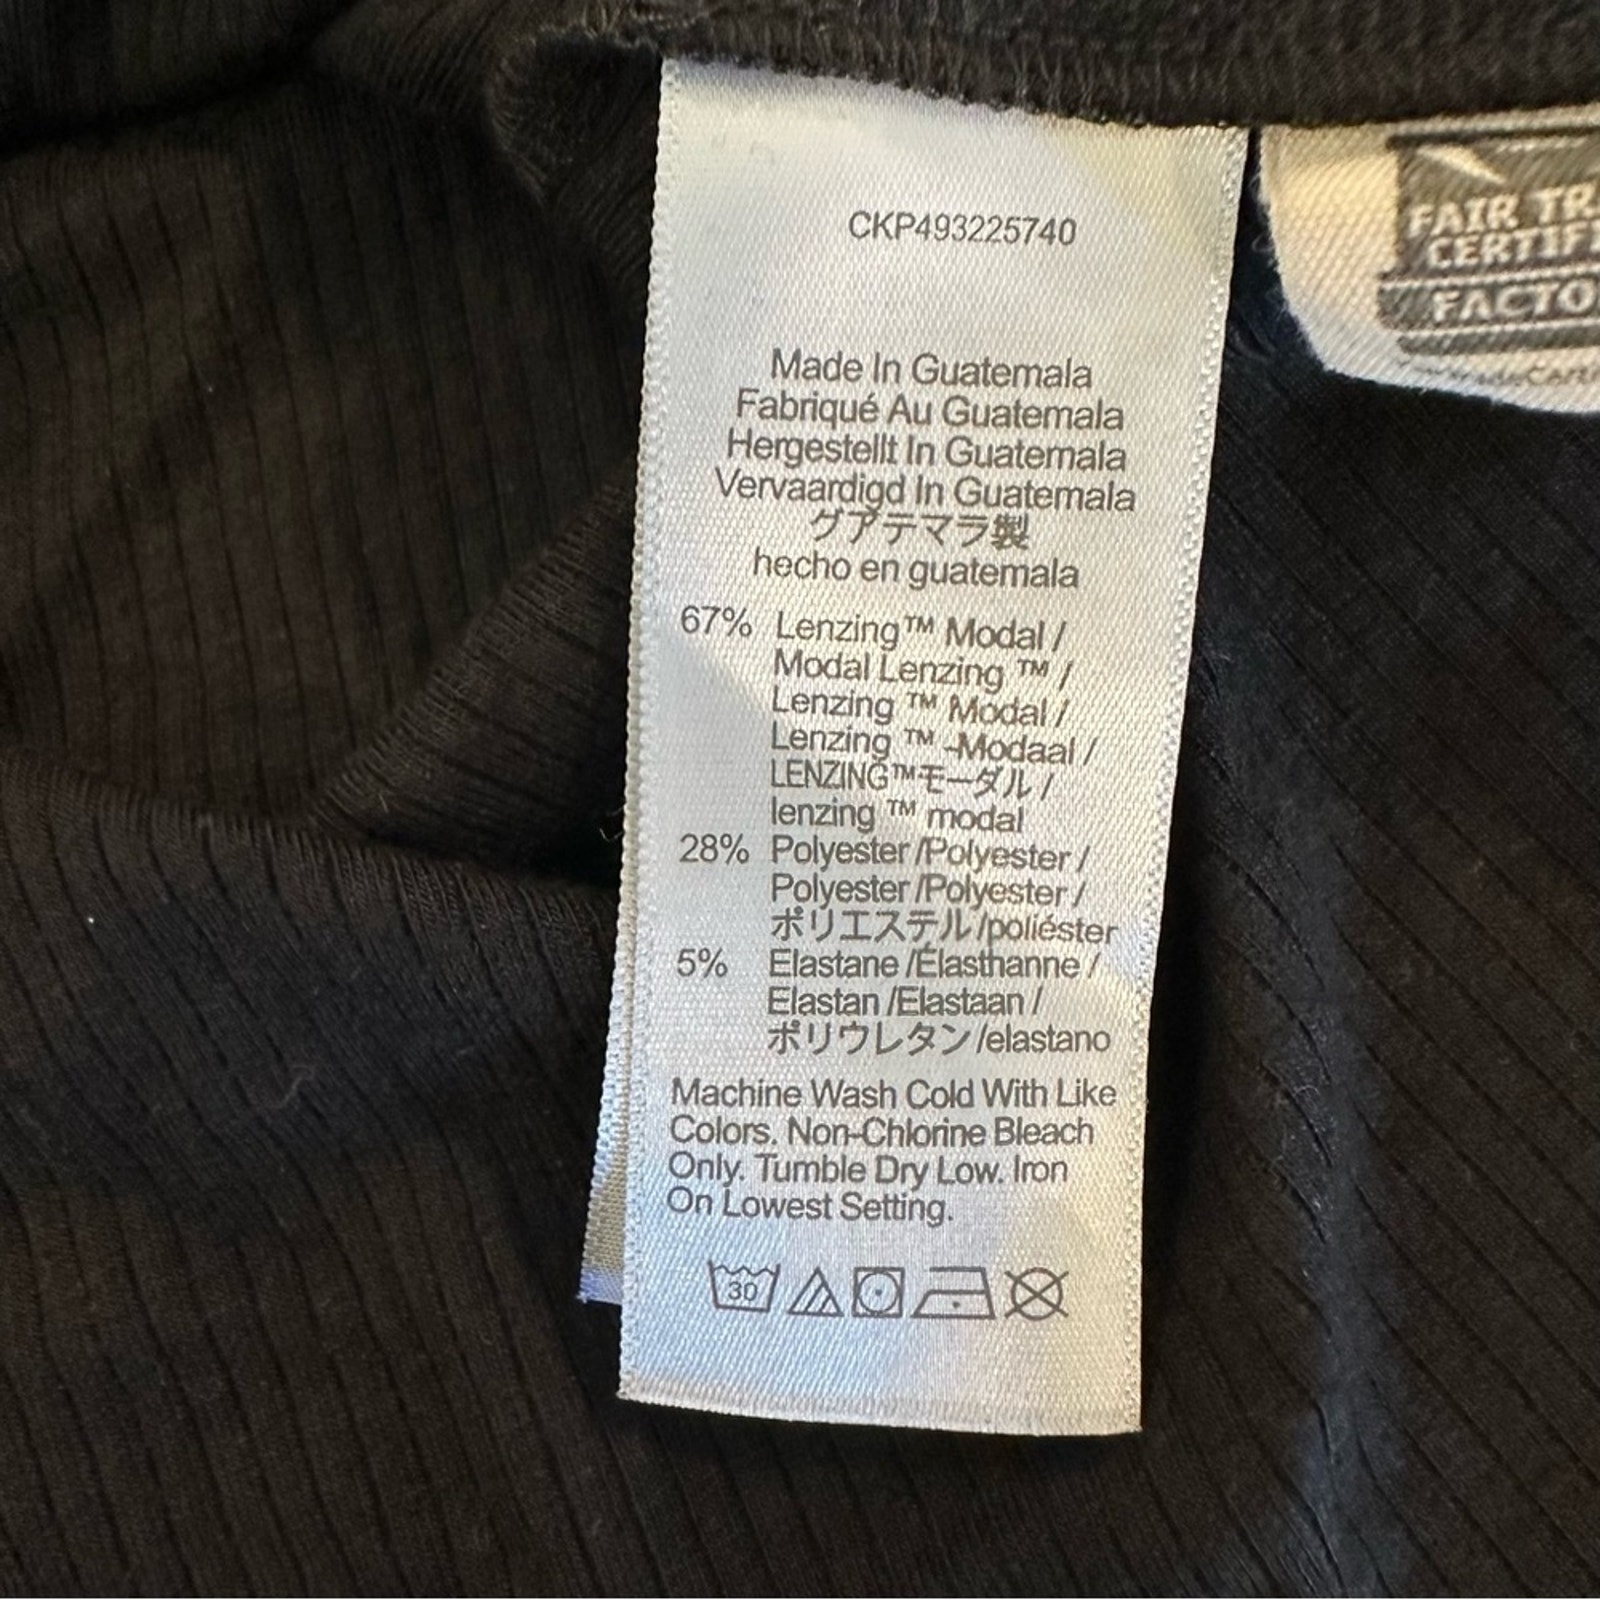 CKP493225740
Made In Guatemala
Fabriqué Au Guatemala
Hergestellt In Guatemala
Vervaardigd In Guatemala
グアテマラ製
hecho en guatemala
67% Lenzing™ Modal /
Modal Lenzing ™ /
Lenzing ™ Modal /
Lenzing ™ -Modaal /
LENZING™モーダル /
lenzing ™ modal
28% Polyester /Polyester /
Polyester /Polyester /
ポリエステル /poliéster
5% Elastane /Élasthanne /
Elastan /Elastaan /
ポリウレタン /elastano
Machine Wash Cold With Like
Colors. Non-Chlorine Bleach
Only. Tumble Dry Low. Iron
On Lowest Setting.
30
FAIR TR
CERTIF
FACTO